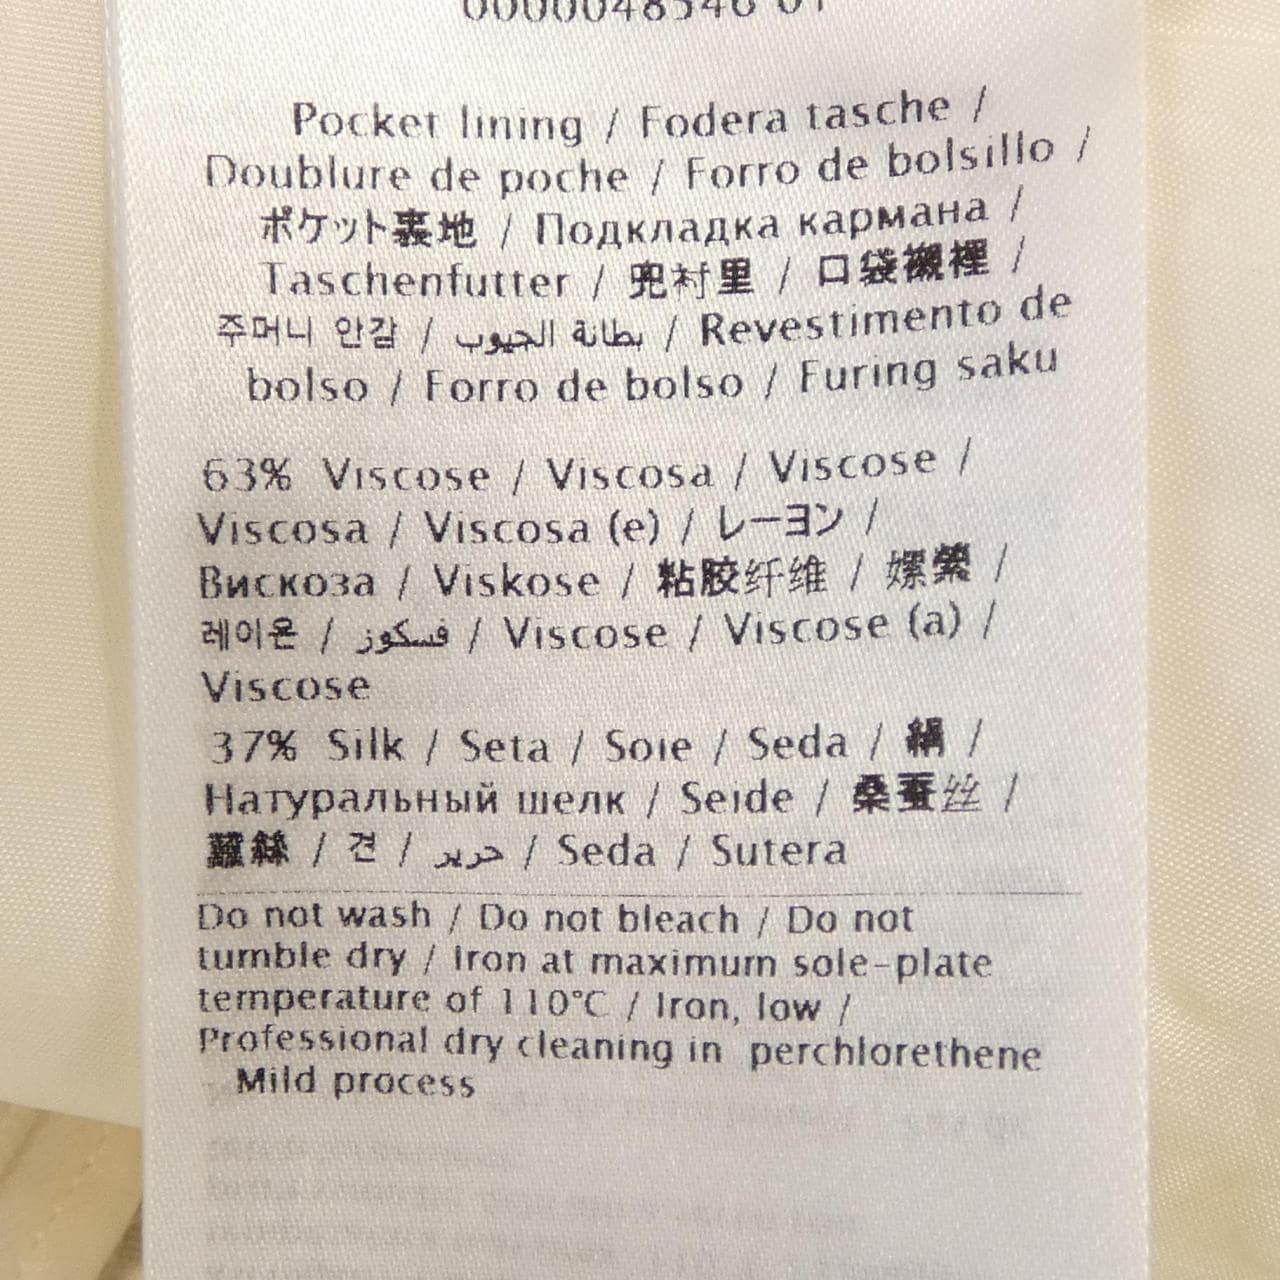 0000048546 01
Pocket lining / Fodera tasche /
Doublure de poche / Forro de bolsillo /
ポケット裏地 / Подкладка кармана /
Taschenfutter / 兜衬里 / 口袋襯裡 /
주머니 안감 / بطانة الجيوب / Revestimento de
bolso / Forro de bolso / Furing saku
63% Viscose / Viscosa / Viscose /
Viscosa / Viscosa (e) / レーヨン /
Вискоза / Viskose / 粘胶纤维 / 嫘縈 /
레이온 / فسكوز / Viscose / Viscose (a) /
Viscose
37% Silk / Seta / Soie / Seda / 絹 /
Натуральный шелк / Seide / 桑蚕丝 /
蠶絲 / 견 / حرير / Seda / Sutera
Do not wash / Do not bleach / Do not
tumble dry / Iron at maximum sole-plate
temperature of 110°C / Iron, low /
Professional dry cleaning in perchlorethene
Mild process